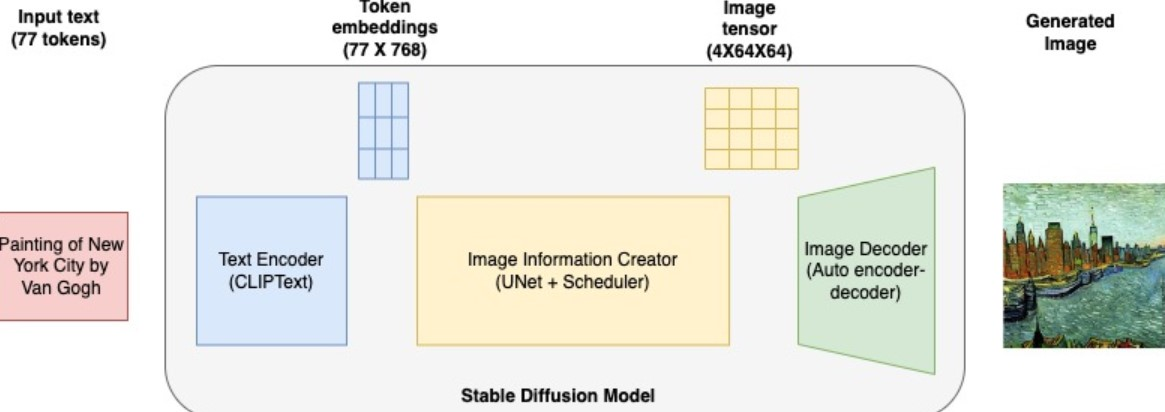 Input text
(77 tokens)
Token
embeddings
(77 X 768)
Image
tensor
(4X64X64)
Generated
Image
Painting of New
York City by
Van Gogh
Text Encoder
(CLIPText)
Image Information Creator
(UNet + Scheduler)
Image Decoder
(Auto encoder-
decoder)
Stable Diffusion Model